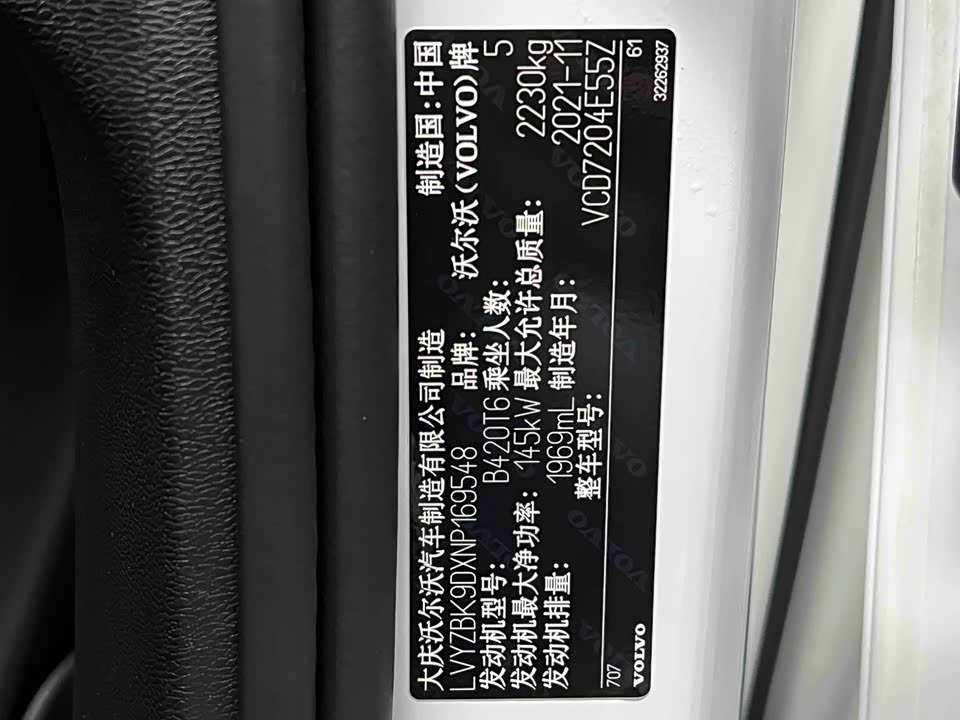 大庆沃尔沃汽车制造有限公司制造 制造国:中国
LVYZBK9DXNP169548 品牌: 沃尔沃(VOLVO)牌
发动机型号: B420T6 乘坐人数: 5
发动机最大净功率: 145kW 最大允许总质量: 2230kg
发动机排量: 1969mL 制造年月: 2021-11
整车型号: VCD7204E55Z
707 61
VOLVO 32262937